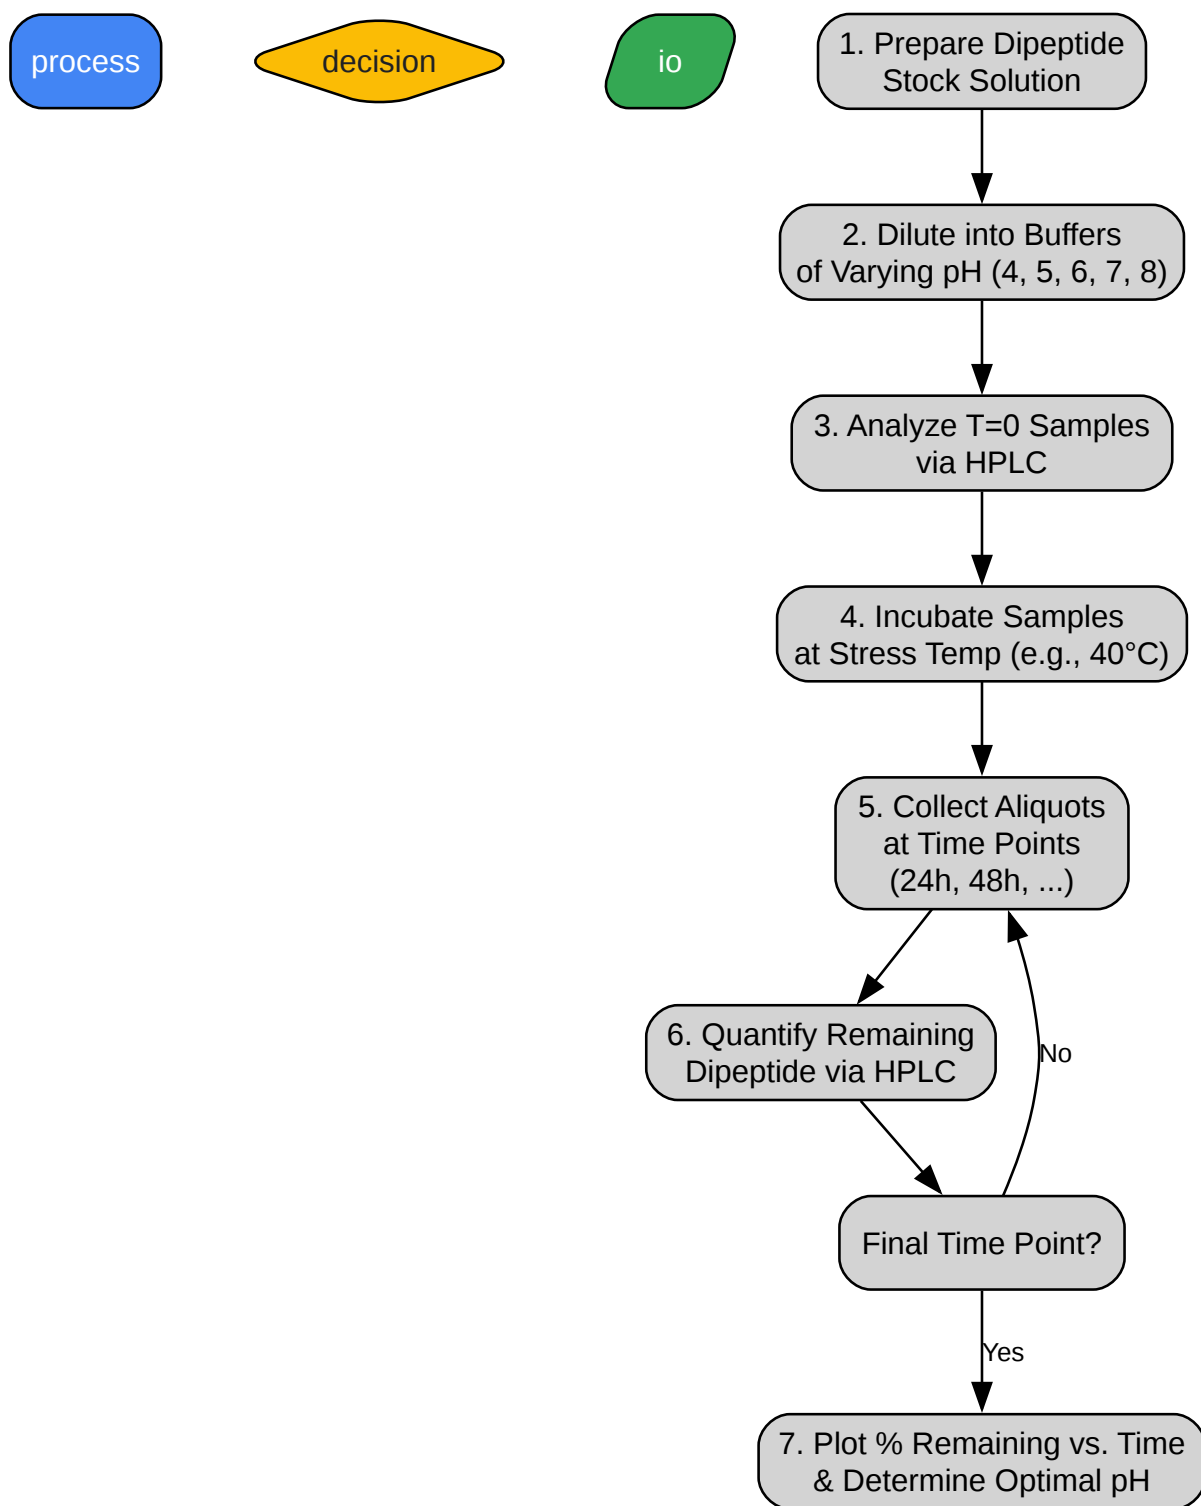 process
decision
io
1. Prepare Dipeptide
Stock Solution
2. Dilute into Buffers
of Varying pH (4, 5, 6, 7, 8)
3. Analyze T=0 Samples
via HPLC
4. Incubate Samples
at Stress Temp (e.g., 40°C)
5. Collect Aliquots
at Time Points
(24h, 48h, ...)
6. Quantify Remaining
Dipeptide via HPLC
No
Final Time Point?
Yes
7. Plot % Remaining vs. Time
& Determine Optimal pH